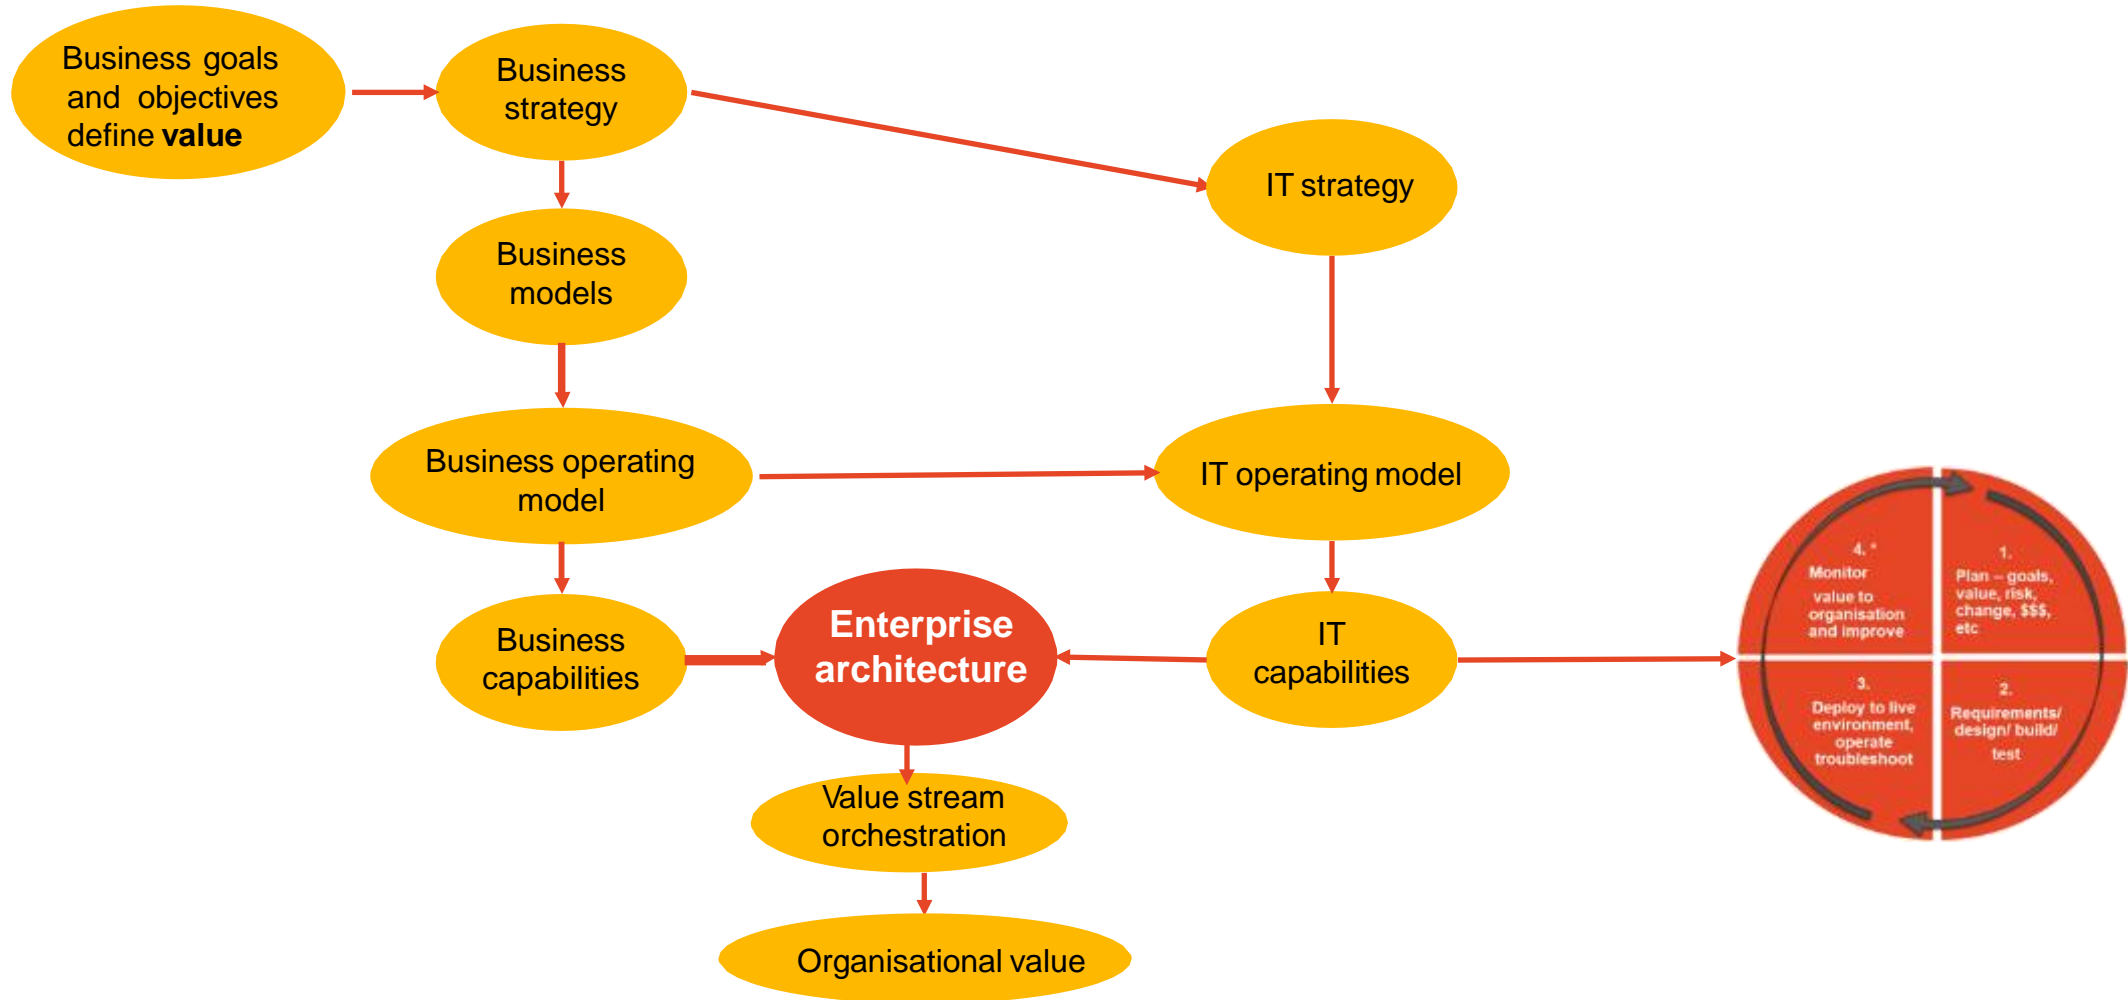 Business goals
and objectives
define value
Business
strategy
IT strategy
Business
models
Business operating
model
IT operating model
Business
capabilities
Enterprise
architecture
IT
capabilities
Value stream
orchestration
Organisational value
4. *
Monitor
value to
organisation
and improve
1.
Plan – goals,
value, risk,
change, $$$,
etc
3.
Deploy to live
environment,
operate
troubleshoot
2.
Requirements/
design/ build/
test